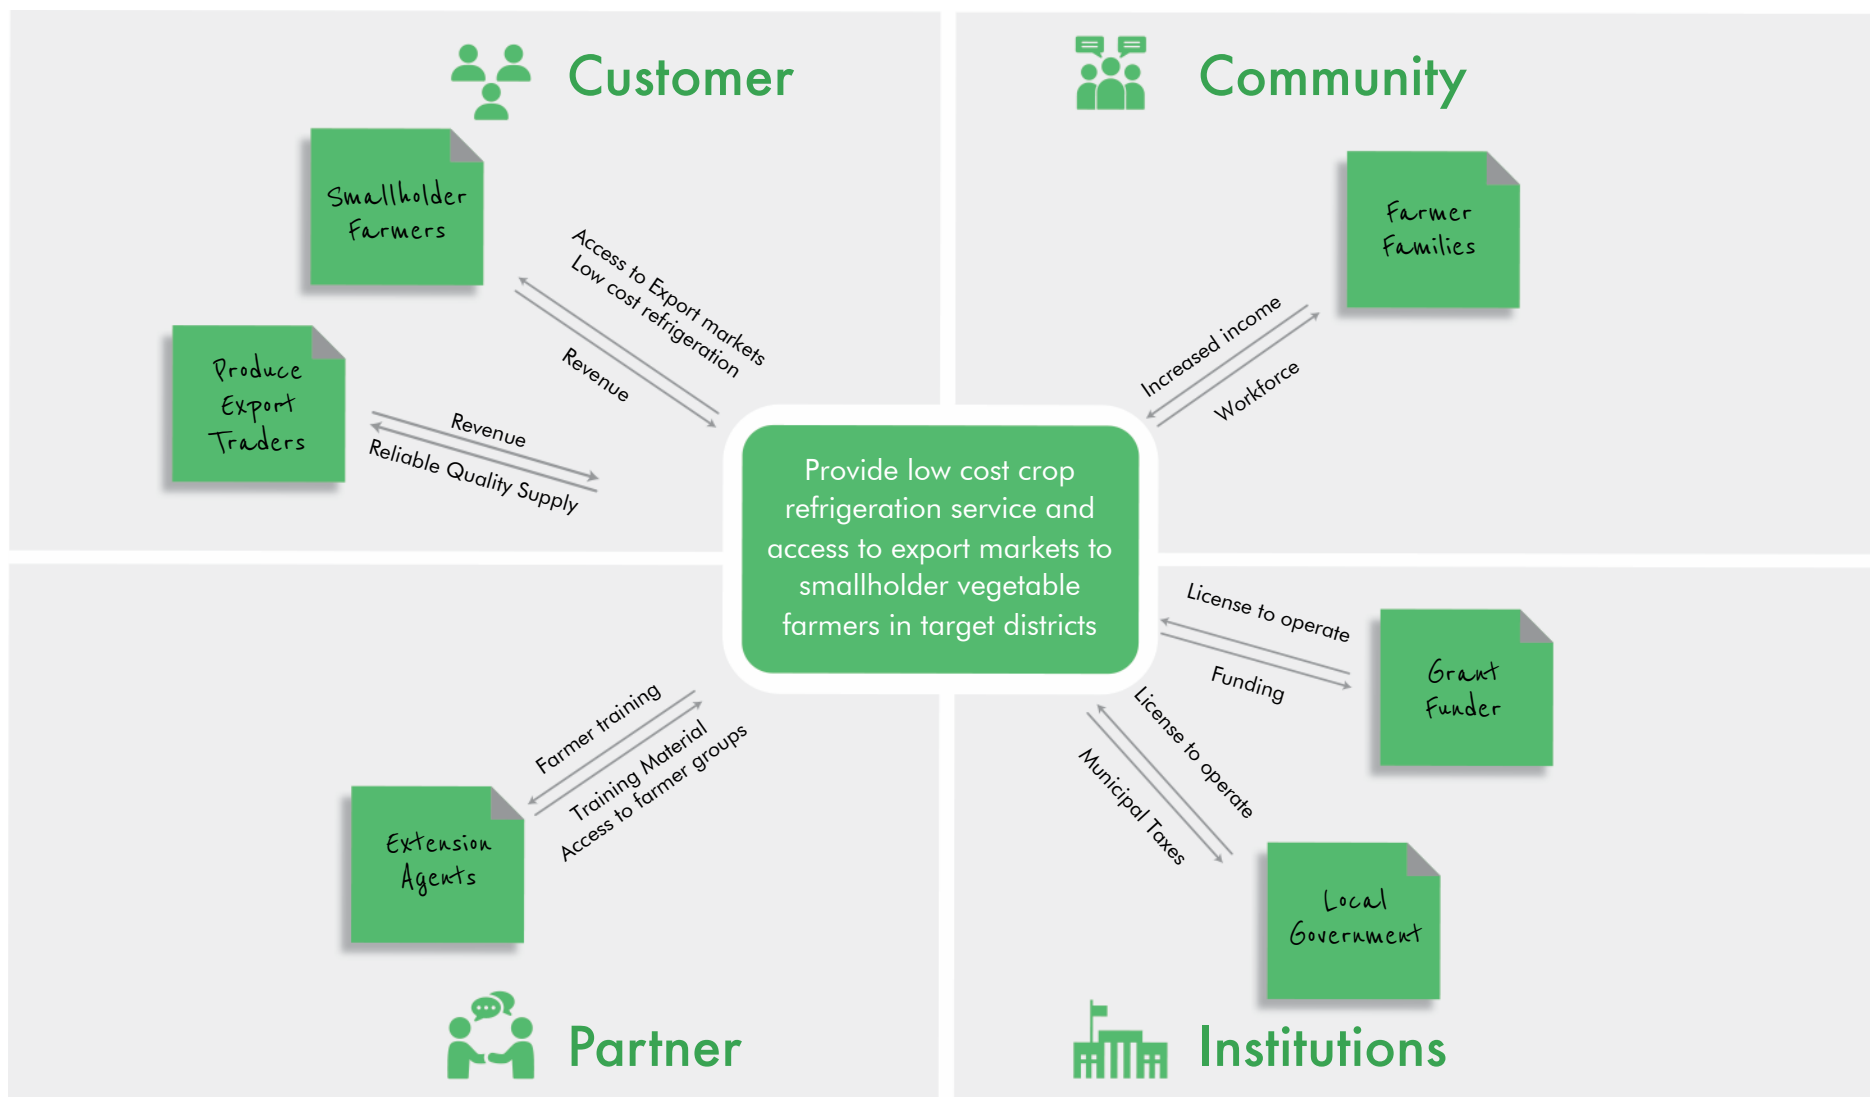 Customer
Smallholder
Farmers
Access to Export markets
Low cost refrigeration
Revenue
Produce
Export
Traders
Revenue
Reliable Quality Supply
Community
Farmer
Families
Increased income
Workforce
Provide low cost crop
refrigeration service and
access to export markets to
smallholder vegetable
farmers in target districts
Farmer training
Training Material
Access to farmer groups
Extension
Agents
Partner
License to operate
Funding
Grant
Funder
License to operate
Municipal Taxes
Local
Government
Institutions